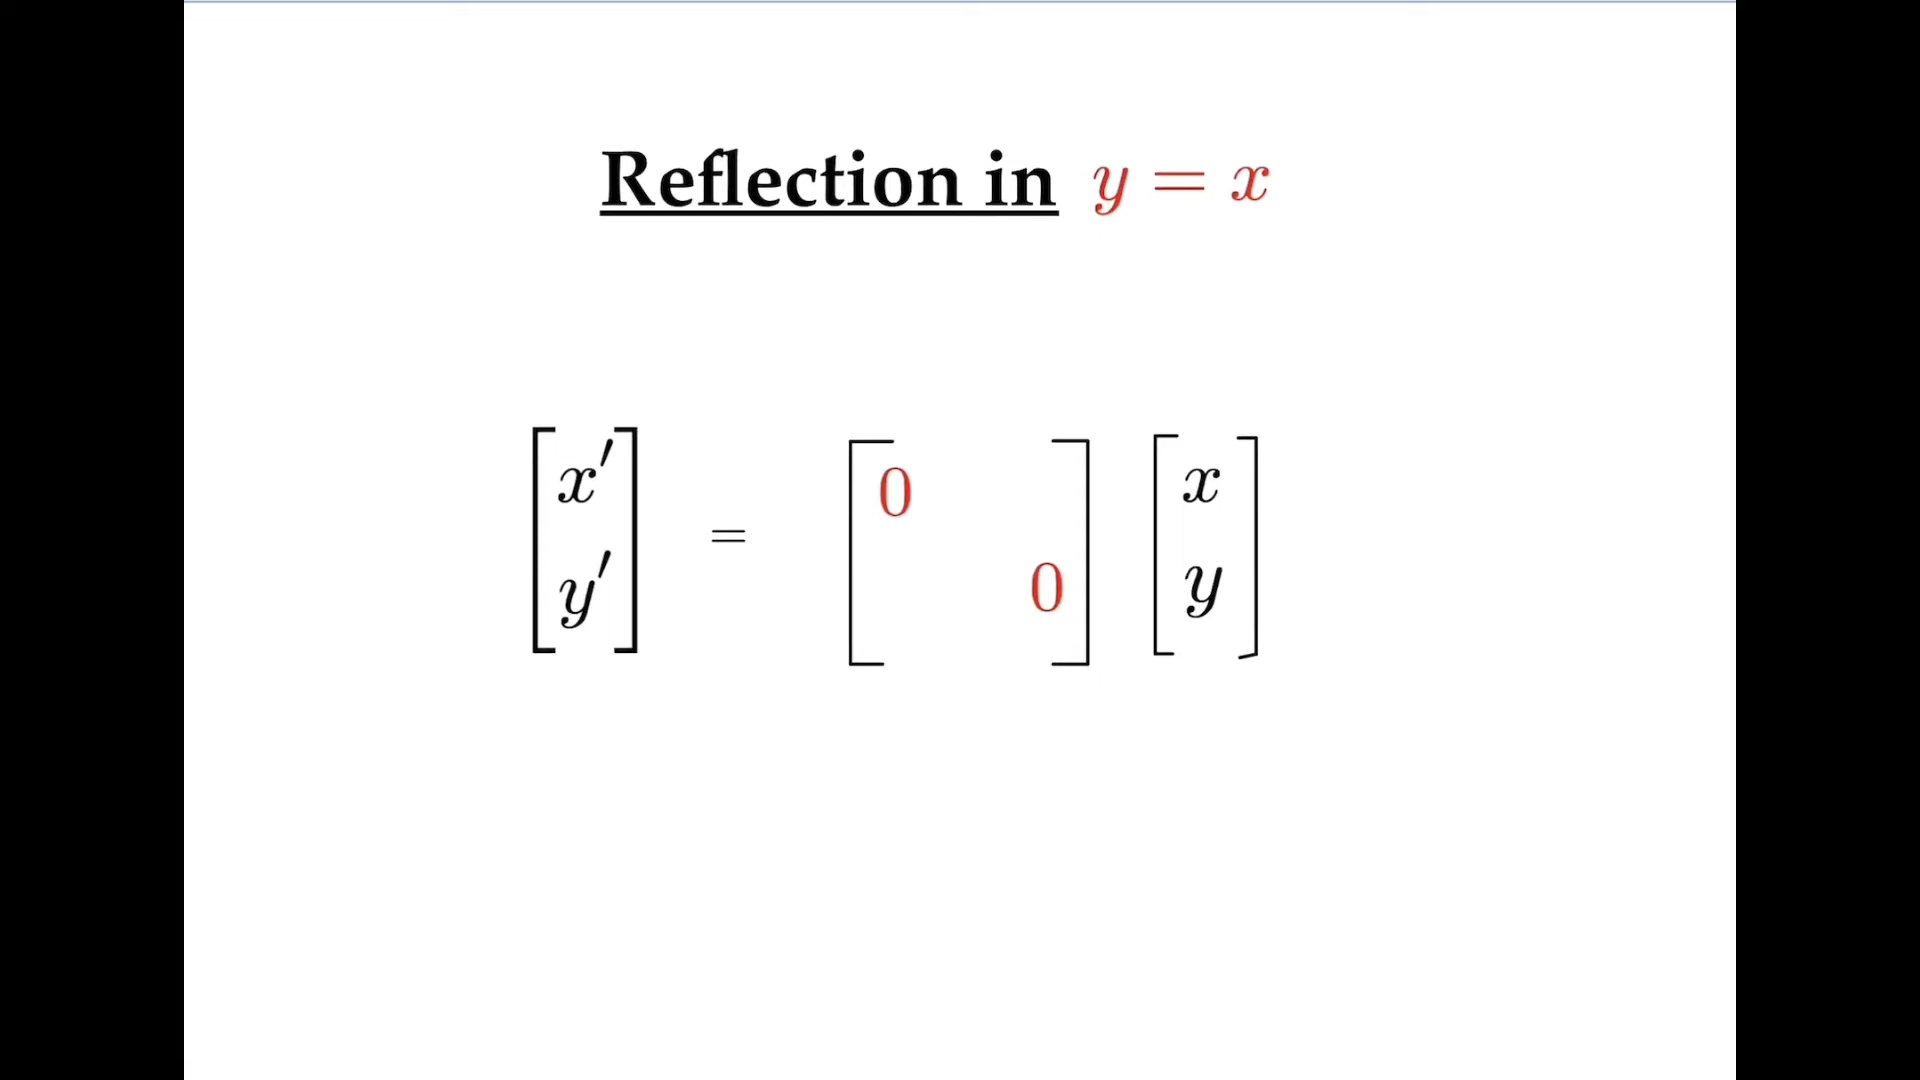 Reflection in y = x
[x′ y′] = [0 0] [x y]